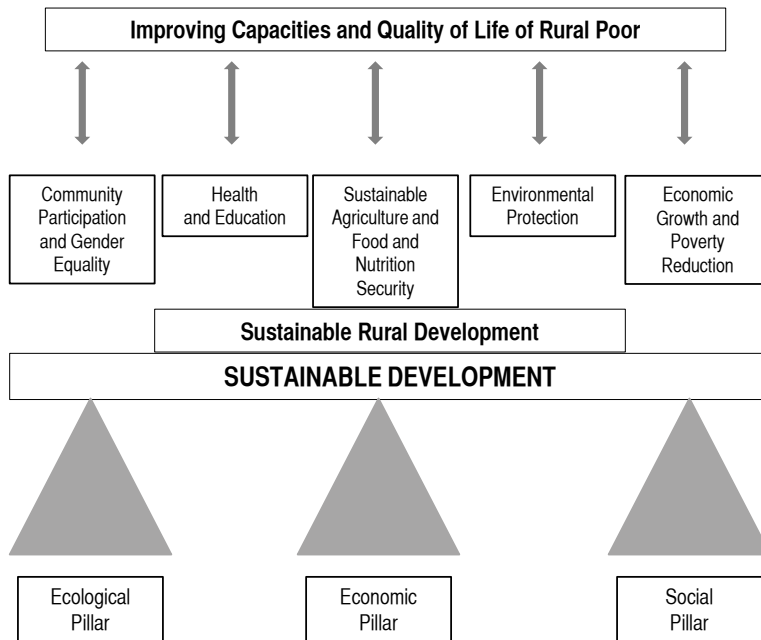 Improving Capacities and Quality of Life of Rural Poor
Community
Participation
and Gender
Equality
Health
and Education
Sustainable
Agriculture and
Food and
Nutrition
Security
Environmental
Protection
Economic
Growth and
Poverty
Reduction
Sustainable Rural Development
SUSTAINABLE DEVELOPMENT
Ecological
Pillar
Economic
Pillar
Social
Pillar